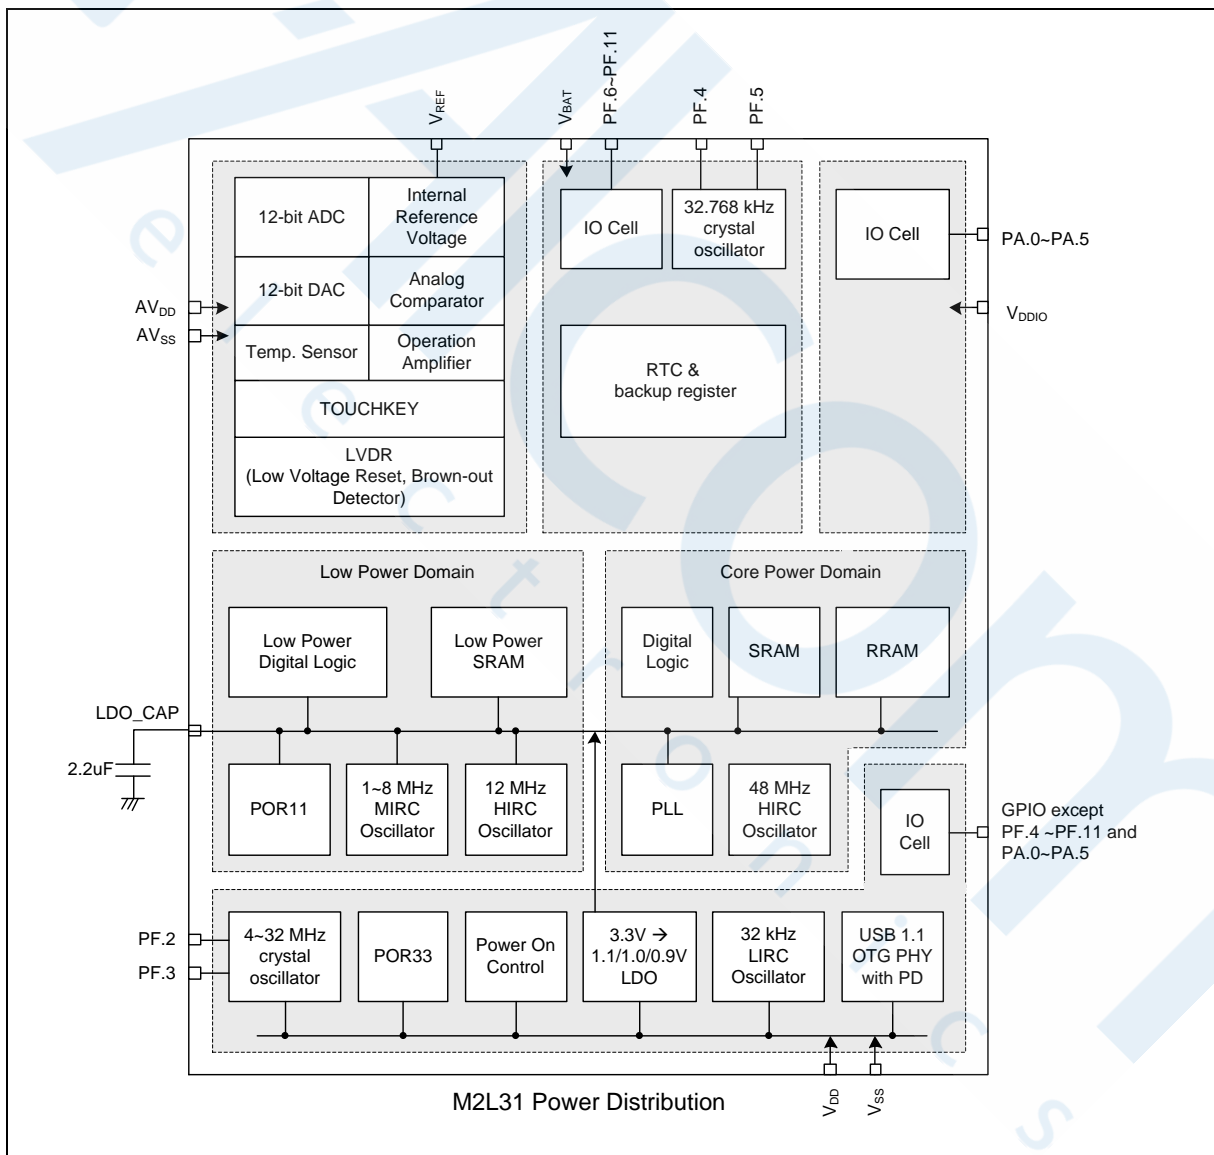 VREF
VBAT
PF.6~PF.11
PF.4
PF.5
12-bit ADC
Internal
Reference
Voltage
IO Cell
32.768 kHz
crystal
oscillator
IO Cell
PA.0~PA.5
12-bit DAC
Analog
Comparator
AVDD
AVSS
VDDIO
Temp. Sensor
Operation
Amplifier
RTC &
backup register
TOUCHKEY
LVDR
(Low Voltage Reset, Brown-out
Detector)
Low Power Domain
Core Power Domain
Low Power
Digital Logic
Low Power
SRAM
Digital
Logic
SRAM
RRAM
LDO_CAP
2.2uF
POR11
1~8 MHz
MIRC
Oscillator
12 MHz
HIRC
Oscillator
PLL
48 MHz
HIRC
Oscillator
IO
Cell
GPIO except
PF.4 ~PF.11 and
PA.0~PA.5
PF.2
PF.3
4~32 MHz
crystal
oscillator
POR33
Power On
Control
3.3V →
1.1/1.0/0.9V
LDO
32 kHz
LIRC
Oscillator
USB 1.1
OTG PHY
with PD
VDD
VSS
M2L31 Power Distribution